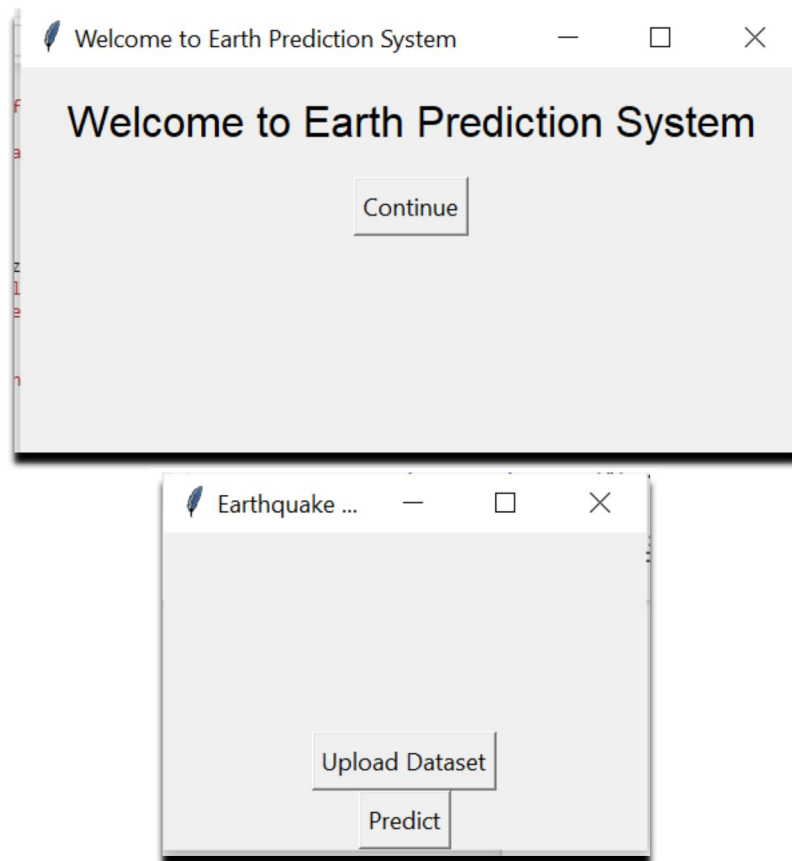 Welcome to Earth Prediction System
Welcome to Earth Prediction System
Continue
Earthquake ...
Upload Dataset
Predict